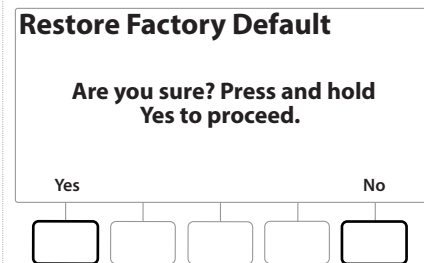 Restore Factory Default
Are you sure? Press and hold
Yes to proceed.
Yes No